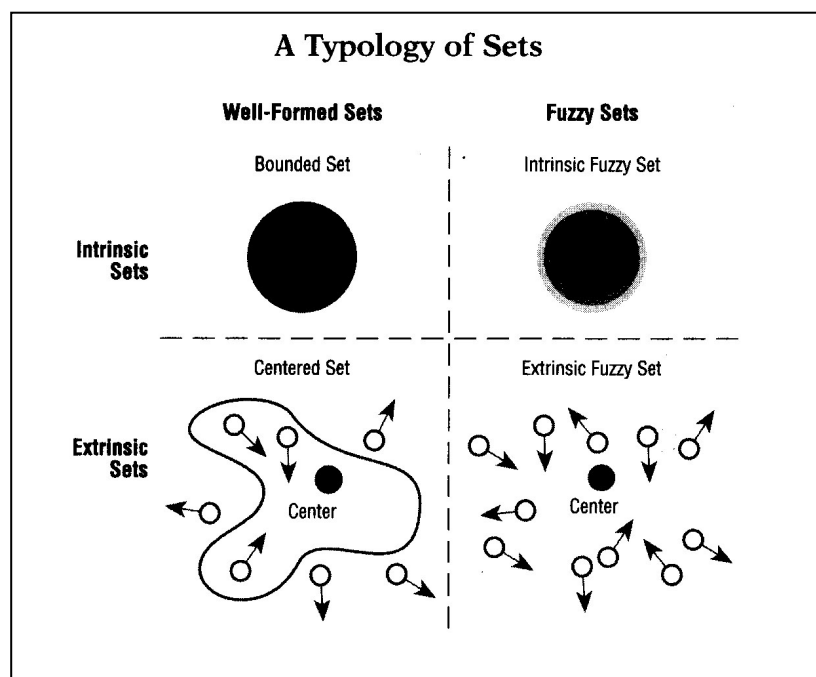 A Typology of Sets
Well-Formed Sets
Fuzzy Sets
Bounded Set
Intrinsic Fuzzy Set
Intrinsic
Sets
Centered Set
Extrinsic Fuzzy Set
Extrinsic
Sets
Center
Center